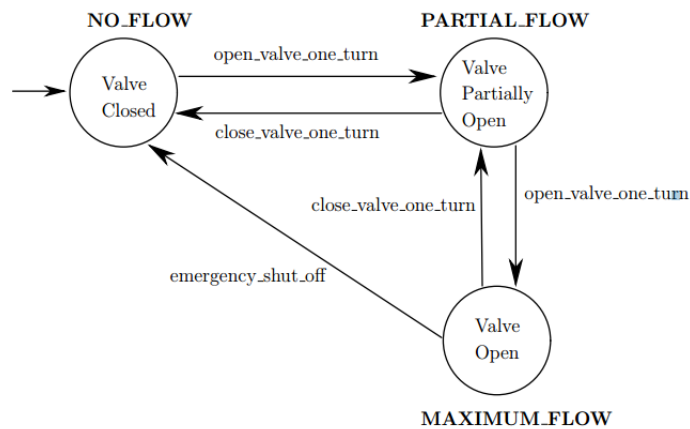 NO_FLOW
PARTIAL_FLOW
open_valve_one_turn
Valve
Closed
Valve
Partially
Open
close_valve_one_turn
close_valve_one_turn
open_valve_one_turn
emergency_shut_off
Valve
Open
MAXIMUM_FLOW